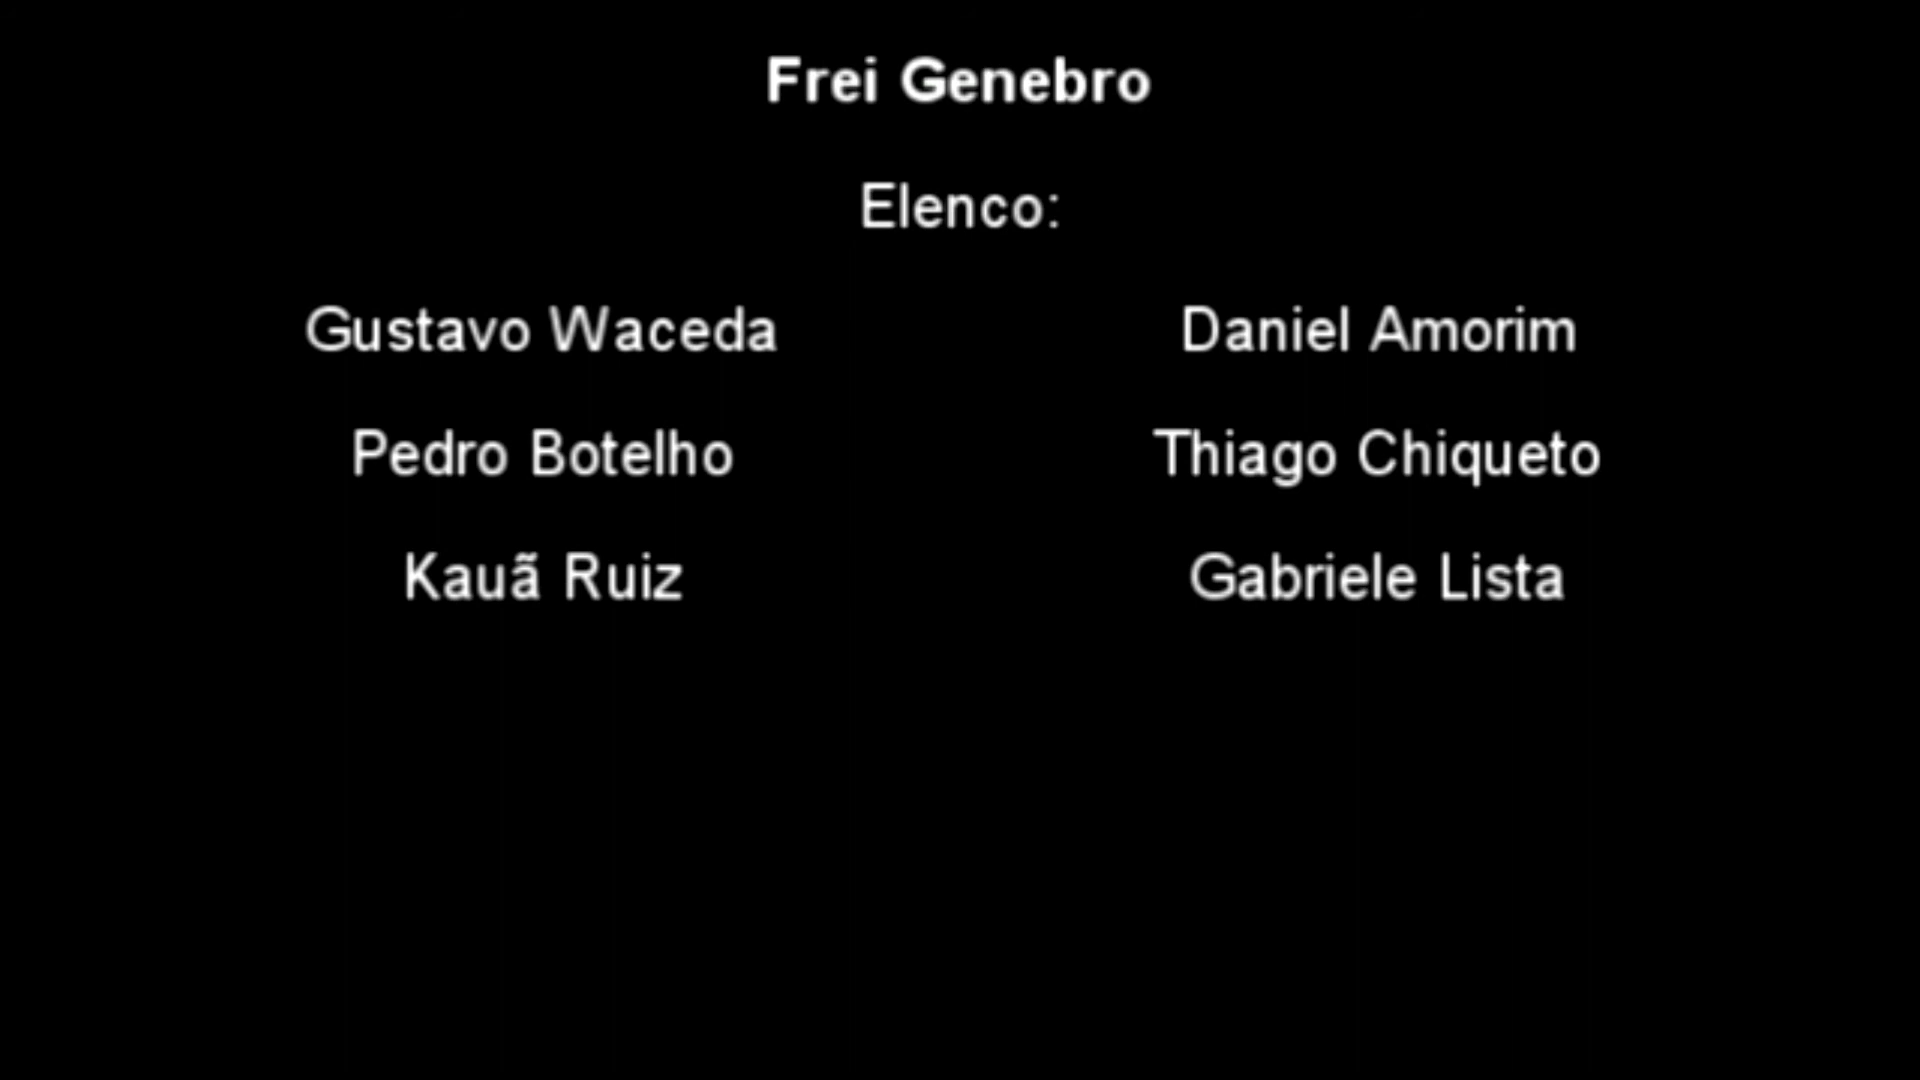 Frei Genebro
Elenco:
Gustavo Waceda
Daniel Amorim
Pedro Botelho
Thiago Chiqueto
Kauã Ruiz
Gabriele Lista